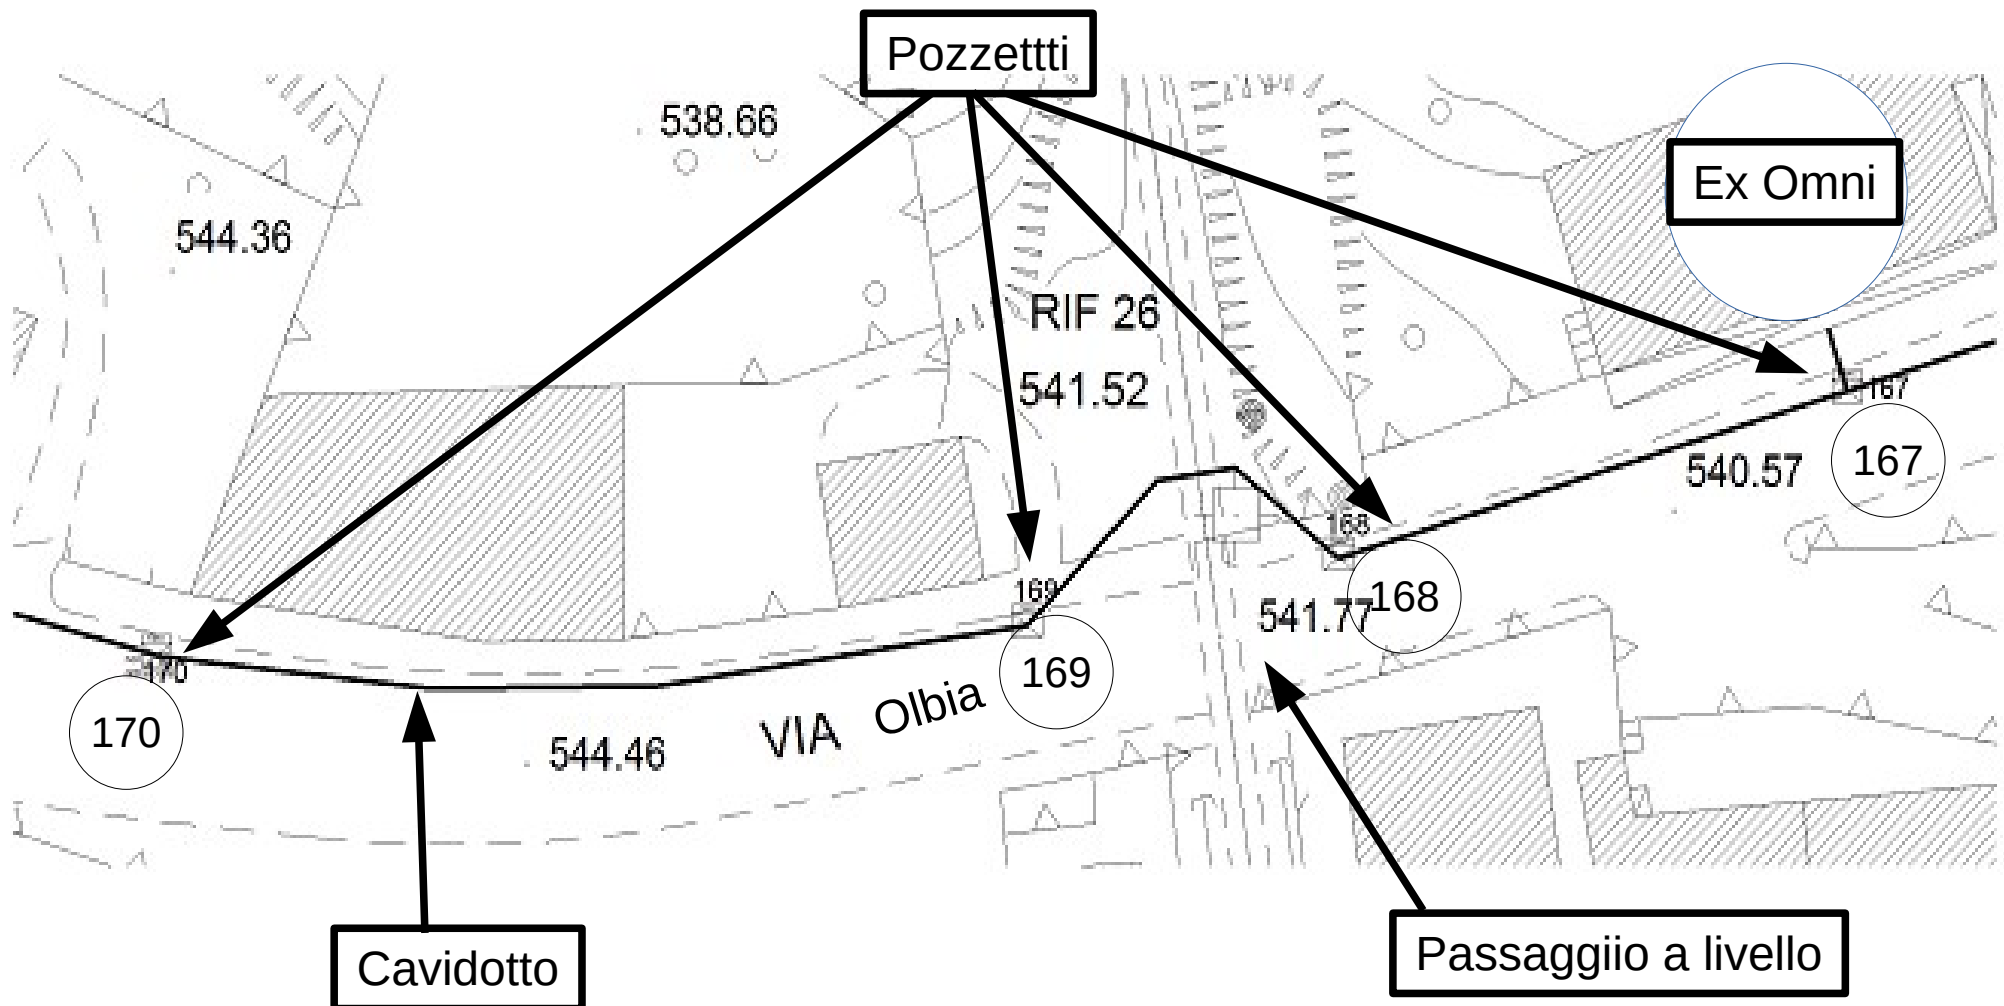 Pozzettti
538.66
Ex Omni
544.36
RIF 26
541.52
167
540.57
167
168
168
541.77
169
169
170
170
VIA Olbia
544.46
Cavidotto
Passaggiio a livello